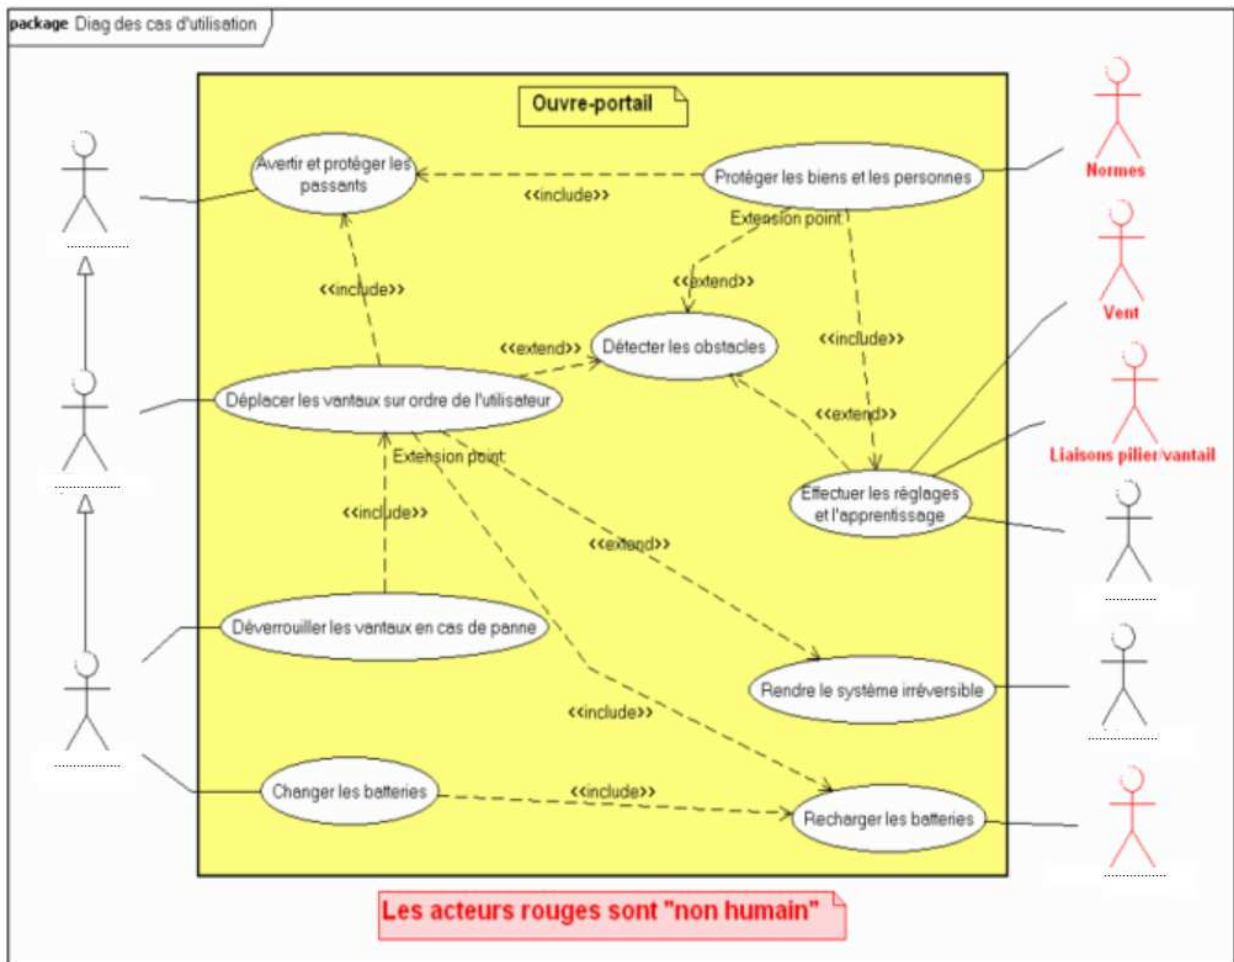 package Diag des cas d'utilisation
Ouvre-portail
Avertir et protéger les
passants
Protéger les biens et les personnes
Normes
<<include>>
Extension point
<<extend>>
<<include>>
Vent
<<include>>
Détecter les obstacles
<<extend>>
Déplacer les vantaux sur ordre de l'utilisateur
<<extend>>
Extension point
Liaisons pilier/vantail
Effectuer les réglages
et l'apprentissage
<<include>>
<<extend>>
Déverrouiller les vantaux en cas de panne
Rendre le système irréversible
<<include>>
Changer les batteries
<<include>>
Recharger les batteries
Les acteurs rouges sont "non humain"